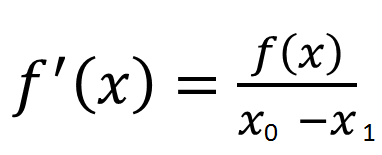 f′(x) = f(x) / x₀ −x₁